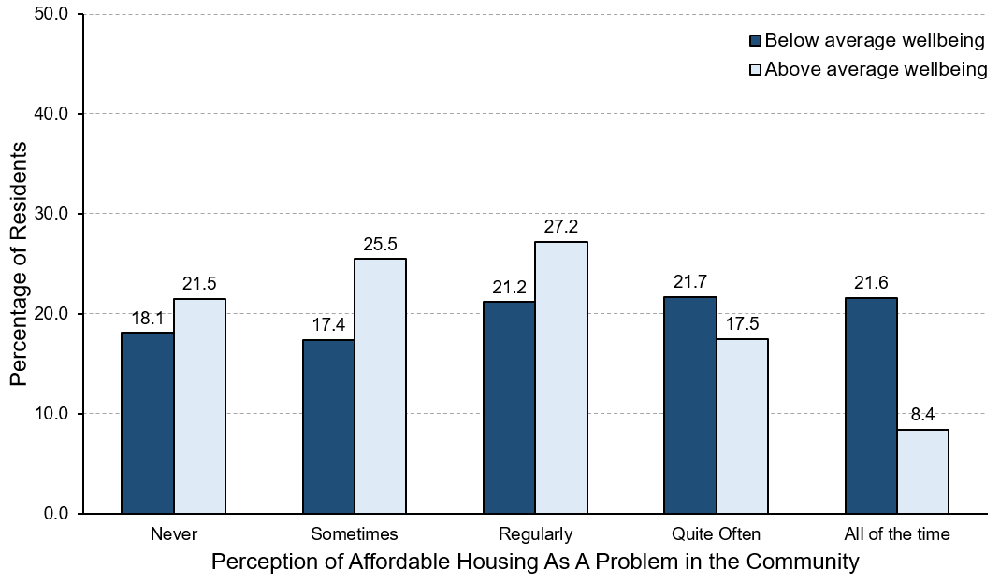 50.0
Below average wellbeing
Above average wellbeing
40.0
30.0
20.0
10.0
0.0
Percentage of Residents
18.1
21.5
17.4
25.5
21.2
27.2
21.7
17.5
21.6
8.4
Never
Sometimes
Regularly
Quite Often
All of the time
Perception of Affordable Housing As A Problem in the Community